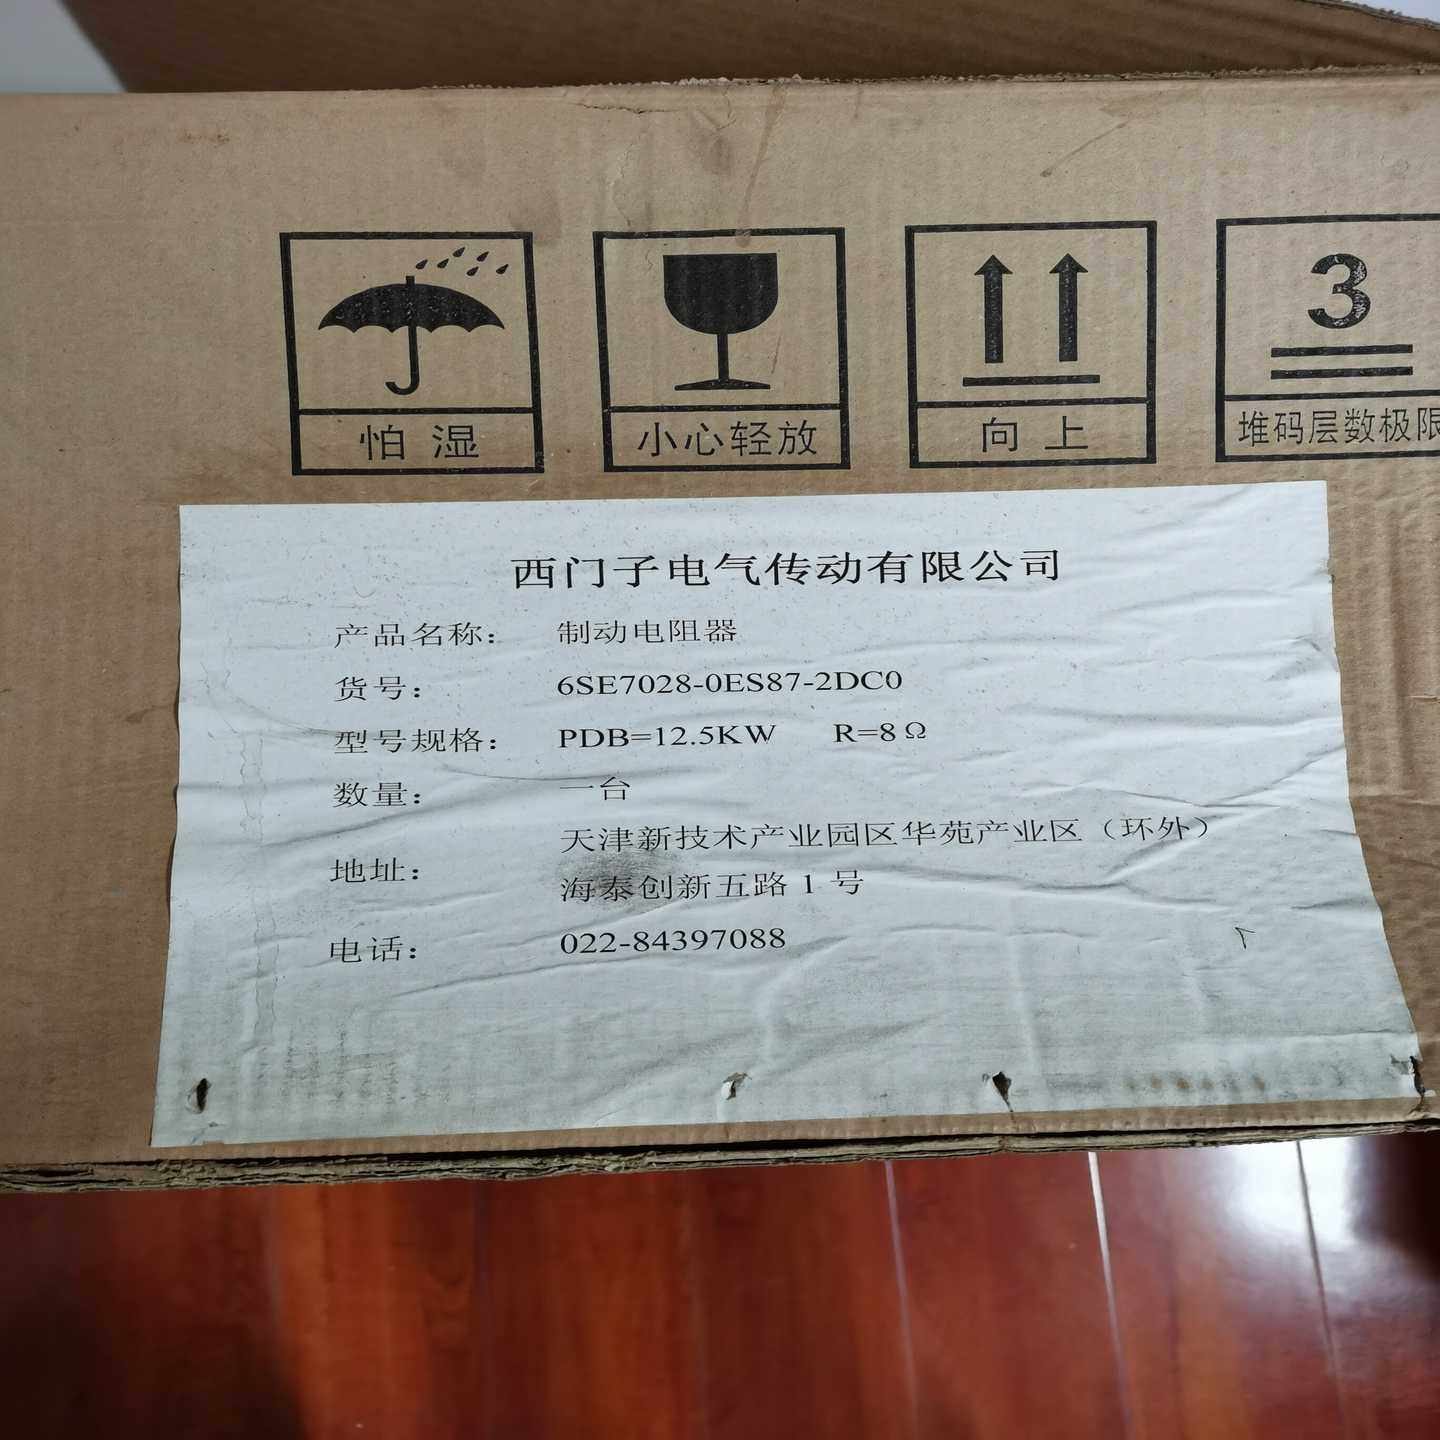 3
怕湿 小心轻放 向上 堆码层数极限
西门子电气传动有限公司
产品名称： 制动电阻器
货号： 6SE7028-0ES87-2DC0
型号规格： PDB=12.5KW R=8Ω
数量： 一台
地址： 天津新技术产业园区华苑产业区（环外）
海泰创新五路 1 号
电话： 022-84397088